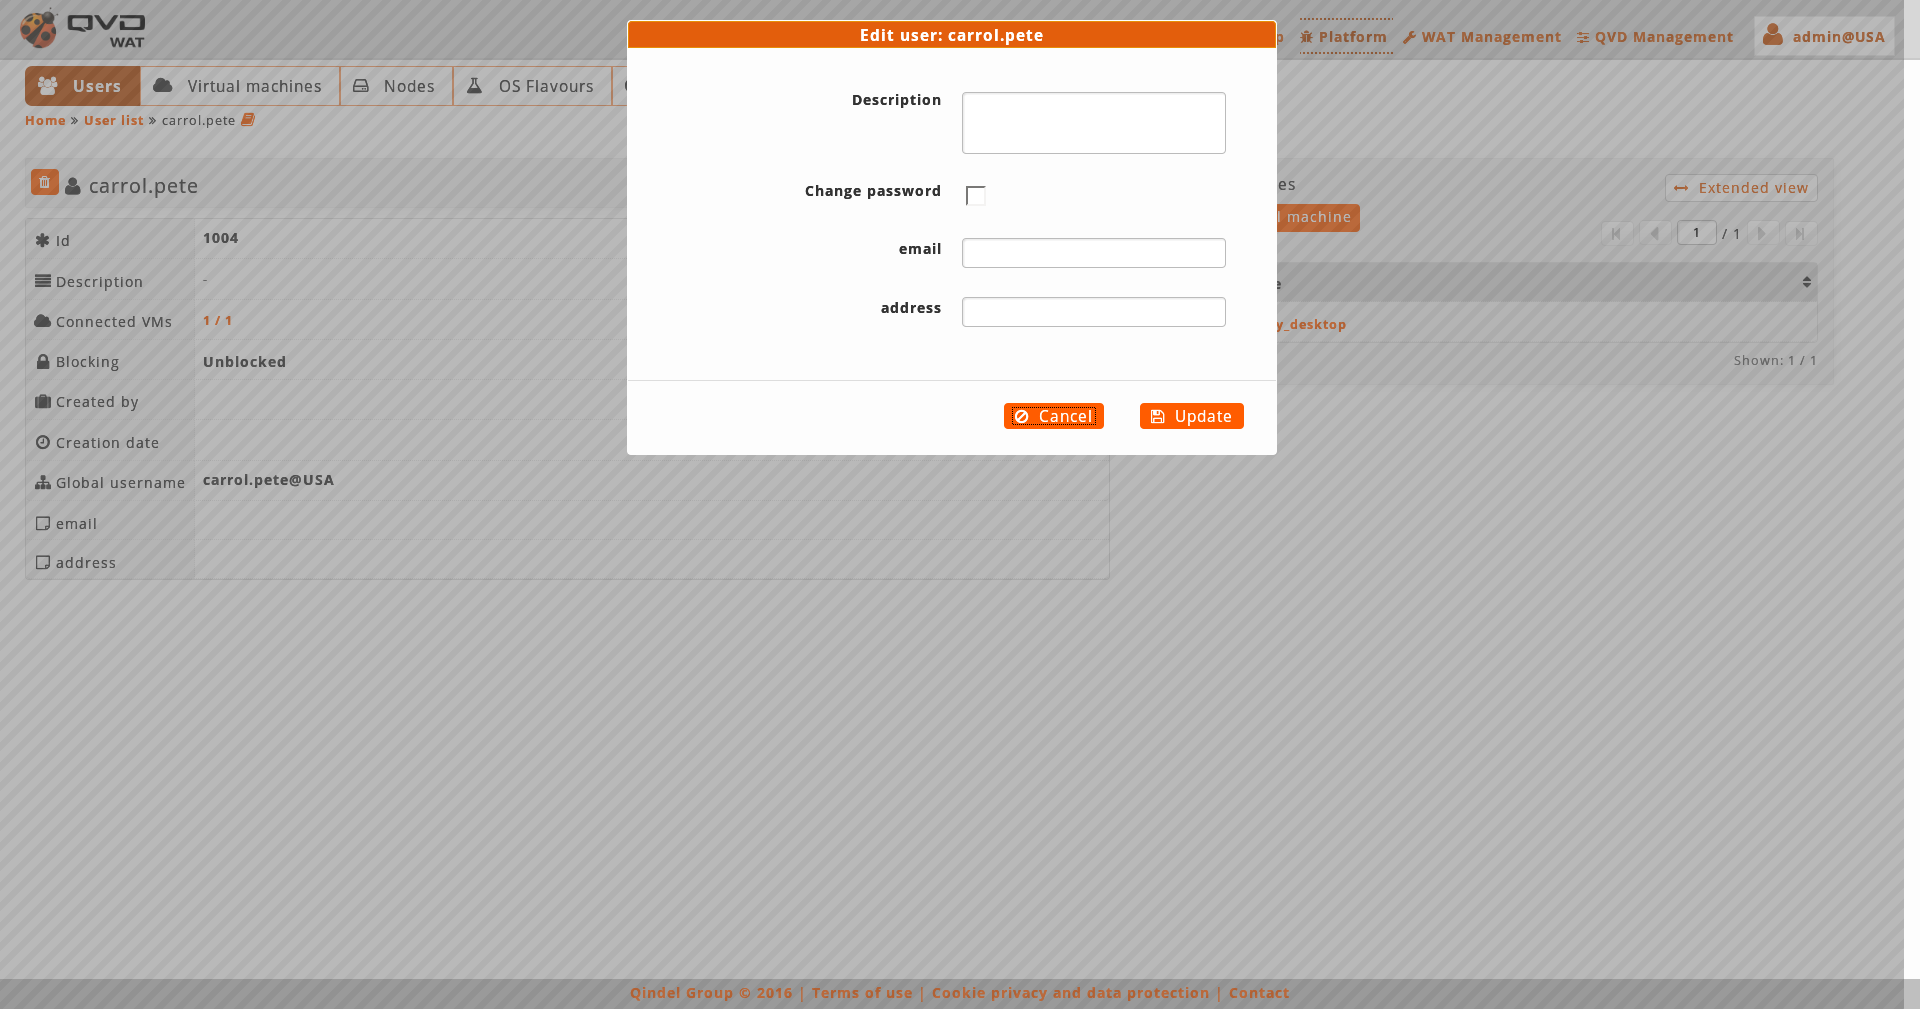 QVD
WAT
Platform
WAT Management
QVD Management
admin@USA
Users
Virtual machines
Nodes
OS Flavours
Home » User list » carrol.pete
carrol.pete
Id
1004
Description
-
Connected VMs
1 / 1
Blocking
Unblocked
Created by
Creation date
Global username
carrol.pete@USA
email
address
Edit user: carrol.pete
Description
Change password
email
address
Cancel
Update
Extended view
machine
1 / 1
y_desktop
Shown: 1 / 1
Qindel Group © 2016 | Terms of use | Cookie privacy and data protection | Contact